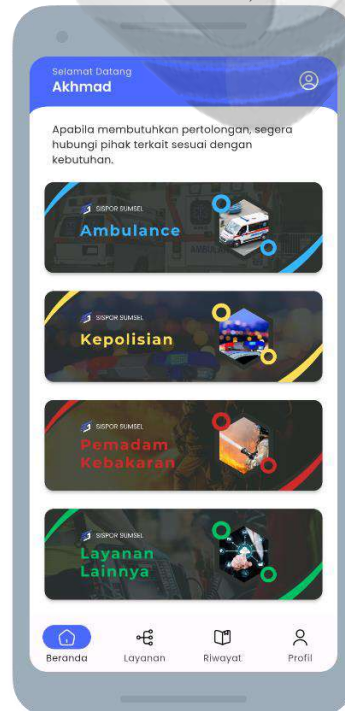 Selamat Datang
Akhmad
Apabila membutuhkan pertolongan, segera
hubungi pihak terkait sesuai dengan
kebutuhan.
SISPOR SUMSEL
Ambulance
SISPOR SUMSEL
Kepolisian
SISPOR SUMSEL
Pemadam
Kebakaran
SISPOR SUMSEL
Layanan
Lainnya
Beranda Layanan Riwayat Profil